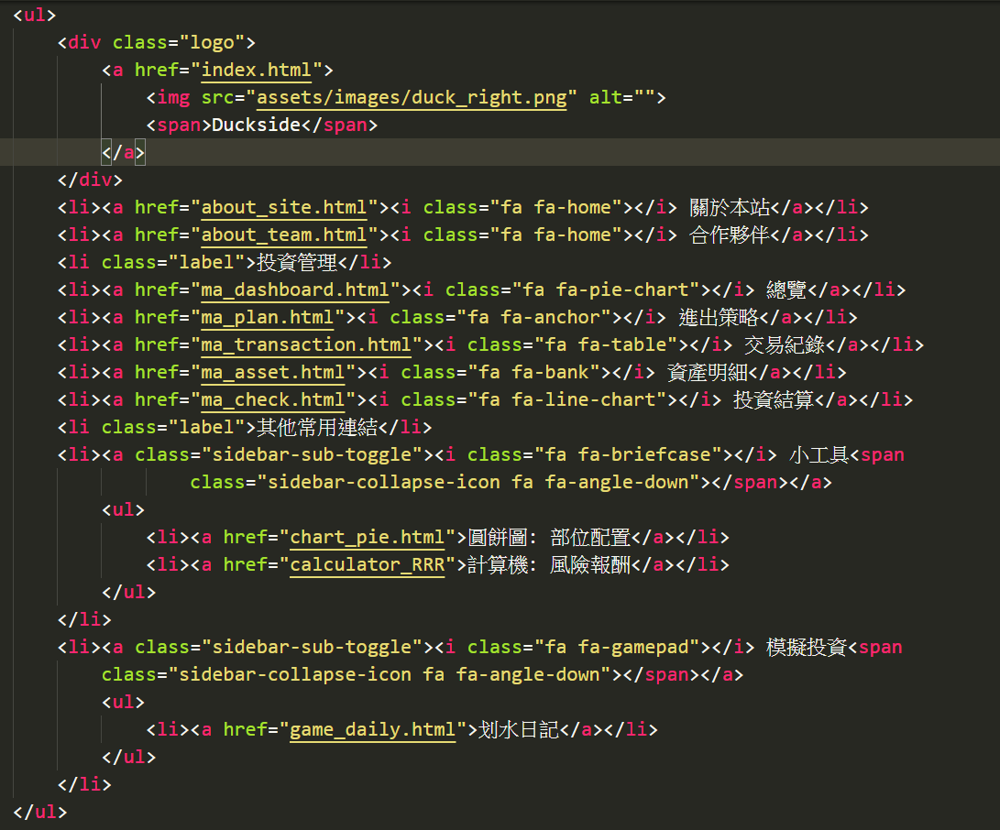 <ul>
<div class="logo">
<a href="index.html">
<img src="assets/images/duck_right.png" alt="">
<span>Duckside</span>
</a>
</div>
<li><a href="about_site.html"><i class="fa fa-home"></i> 關於本站</a></li>
<li><a href="about_team.html"><i class="fa fa-home"></i> 合作夥伴</a></li>
<li class="label">投資管理</li>
<li><a href="ma_dashboard.html"><i class="fa fa-pie-chart"></i> 總覽</a></li>
<li><a href="ma_plan.html"><i class="fa fa-anchor"></i> 進出策略</a></li>
<li><a href="ma_transaction.html"><i class="fa fa-table"></i> 交易紀錄</a></li>
<li><a href="ma_asset.html"><i class="fa fa-bank"></i> 資產明細</a></li>
<li><a href="ma_check.html"><i class="fa fa-line-chart"></i> 投資結算</a></li>
<li class="label">其他常用連結</li>
<li><a class="sidebar-sub-toggle"><i class="fa fa-briefcase"></i> 小工具<span
class="sidebar-collapse-icon fa fa-angle-down"></span></a>
<ul>
<li><a href="chart_pie.html">圓餅圖: 部位配置</a></li>
<li><a href="calculator_RRR">計算機: 風險報酬</a></li>
</ul>
</li>
<li><a class="sidebar-sub-toggle"><i class="fa fa-gamepad"></i> 模擬投資<span
class="sidebar-collapse-icon fa fa-angle-down"></span></a>
<ul>
<li><a href="game_daily.html">划水日記</a></li>
</ul>
</li>
</ul>